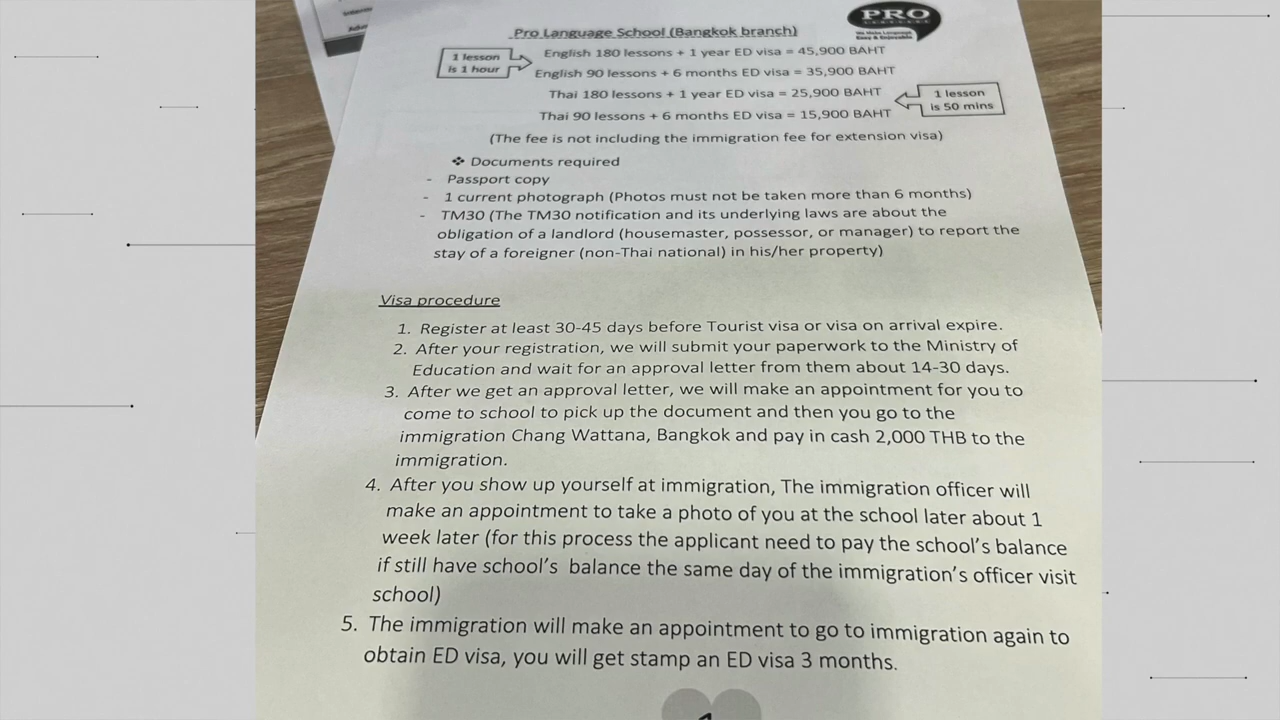 PRO
Pro Language School (Bangkok branch)
1 lesson
is 1 hour
English 180 lessons + 1 year ED visa = 45,900 BAHT
English 90 lessons + 6 months ED visa = 35,900 BAHT
Thai 180 lessons + 1 year ED visa = 25,900 BAHT
Thai 90 lessons + 6 months ED visa = 15,900 BAHT
1 lesson
is 50 mins
(The fee is not including the immigration fee for extension visa)
❖ Documents required
- Passport copy
- 1 current photograph (Photos must not be taken more than 6 months)
- TM30 (The TM30 notification and its underlying laws are about the
obligation of a landlord (housemaster, possessor, or manager) to report the
stay of a foreigner (non-Thai national) in his/her property)
Visa procedure
1. Register at least 30-45 days before Tourist visa or visa on arrival expire.
2. After your registration, we will submit your paperwork to the Ministry of
Education and wait for an approval letter from them about 14-30 days.
3. After we get an approval letter, we will make an appointment for you to
come to school to pick up the document and then you go to the
immigration Chang Wattana, Bangkok and pay in cash 2,000 THB to the
immigration.
4. After you show up yourself at immigration, The immigration officer will
make an appointment to take a photo of you at the school later about 1
week later (for this process the applicant need to pay the school's balance
if still have school's balance the same day of the immigration's officer visit
school)
5. The immigration will make an appointment to go to immigration again to
obtain ED visa, you will get stamp an ED visa 3 months.